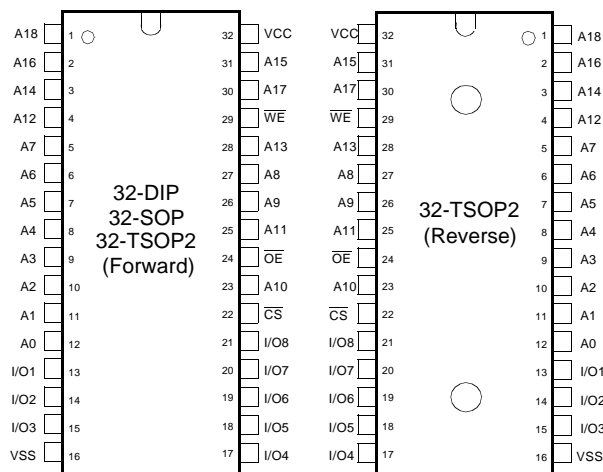 A18 1 32 VCC
A16 2 31 A15
A14 3 30 A17
A12 4 29 WE
A7 5 28 A13
A6 6 27 A8
A5 7 26 A9
A4 8 25 A11
A3 9 24 OE
A2 10 23 A10
A1 11 22 CS
A0 12 21 I/O8
I/O1 13 20 I/O7
I/O2 14 19 I/O6
I/O3 15 18 I/O5
VSS 16 17 I/O4
32-DIP
32-SOP
32-TSOP2
(Forward)
VCC 32 1 A18
A15 31 2 A16
A17 30 3 A14
WE 29 4 A12
A13 28 5 A7
A8 27 6 A6
A9 26 7 A5
A11 25 8 A4
OE 24 9 A3
A10 23 10 A2
CS 22 11 A1
I/O8 21 12 A0
I/O7 20 13 I/O1
I/O6 19 14 I/O2
I/O5 18 15 I/O3
I/O4 17 16 VSS
32-TSOP2
(Reverse)